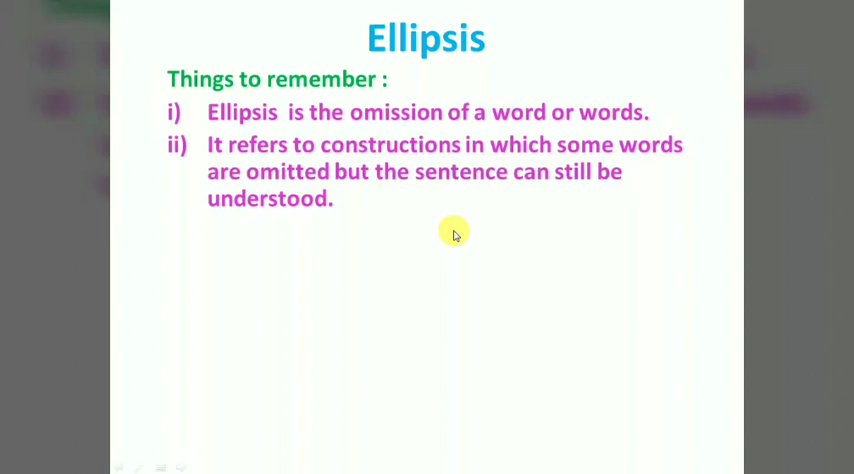 Ellipsis
Things to remember :
i) Ellipsis is the omission of a word or words.
ii) It refers to constructions in which some words
are omitted but the sentence can still be
understood.